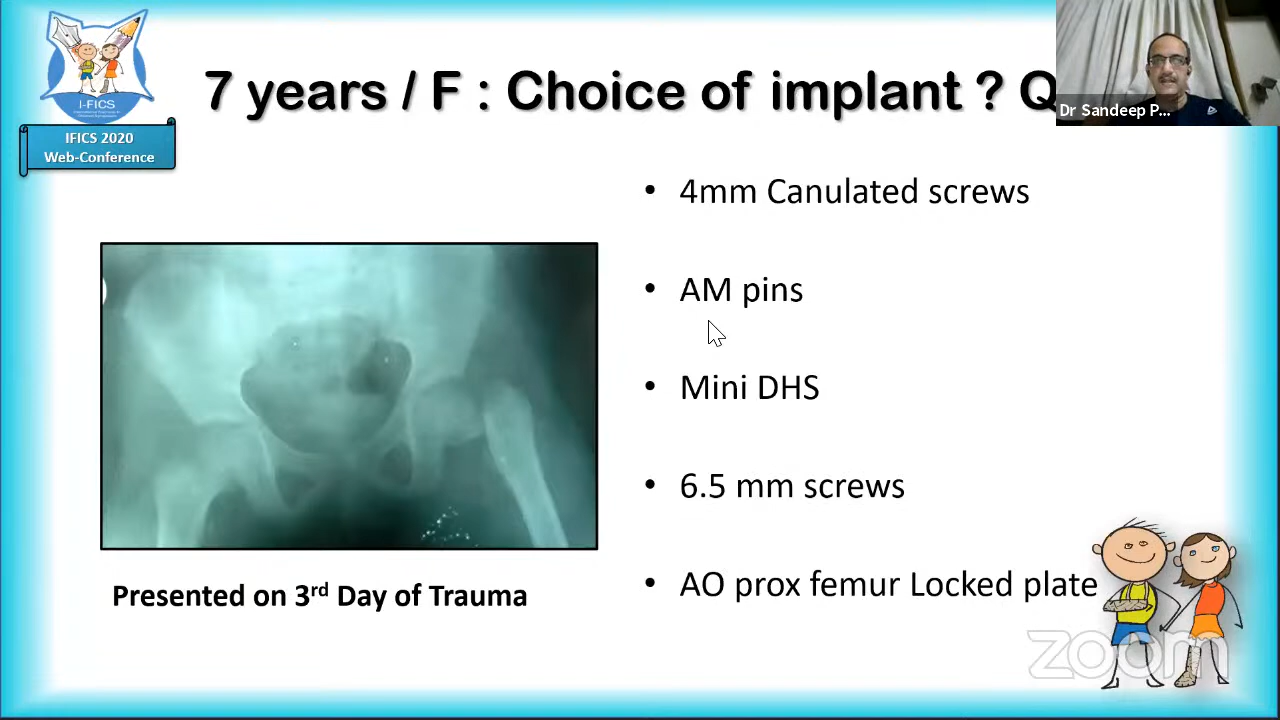 7 years / F : Choice of implant ? Q
Dr Sandeep P...
I-FICS
IFICS 2020
Web-Conference
• 4mm Canulated screws
• AM pins
• Mini DHS
• 6.5 mm screws
• AO prox femur Locked plate
Presented on 3rd Day of Trauma
zoom